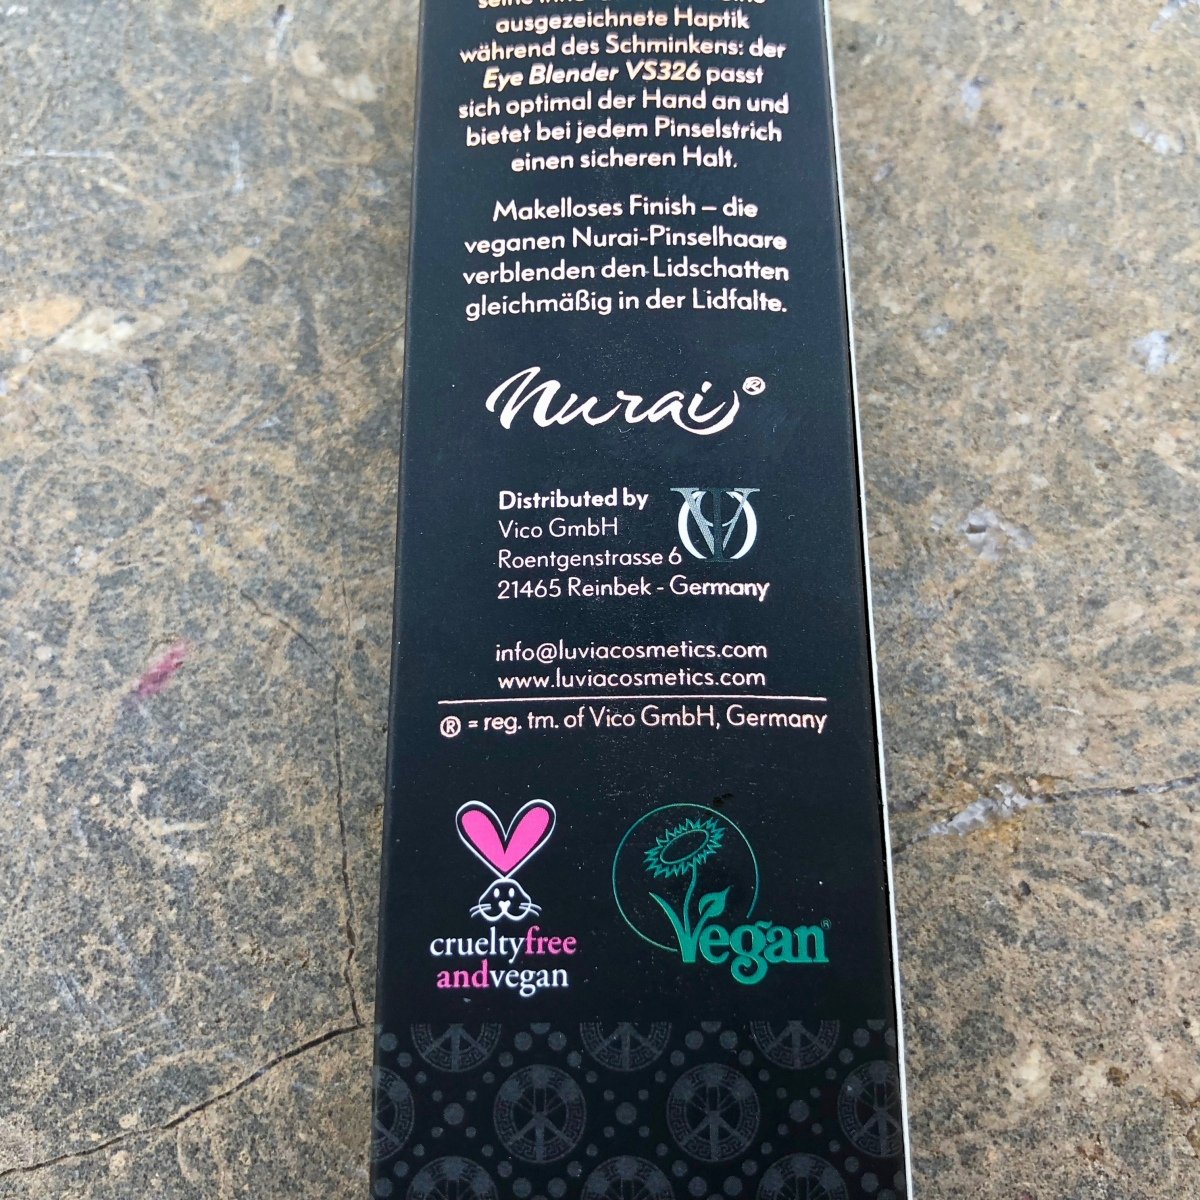 ausgezeichnete Haptik
während des Schminkens: der
Eye Blender VS326 passt
sich optimal der Hand an und
bietet bei jedem Pinselstrich
einen sicheren Halt.
Makelloses Finish – die
veganen Nurai-Pinselhaare
verblenden den Lidschatten
gleichmäßig in der Lidfalte.
Nurai®
Distributed by
Vico GmbH
Roentgenstrasse 6
21465 Reinbek - Germany
info@luviacosmetics.com
www.luviacosmetics.com
® = reg. tm. of Vico GmbH, Germany
crueltyfree
andvegan
Vegan®